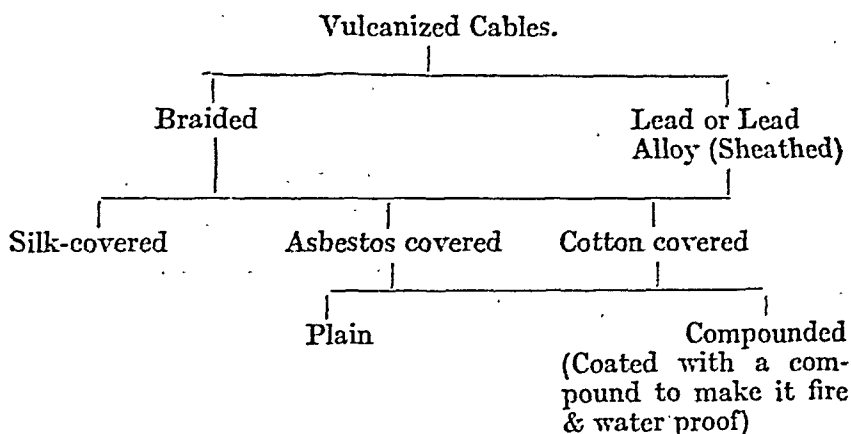 Vulcanized Cables.
Braided
Lead or Lead
Alloy (Sheathed)
Silk-covered
Asbestos covered
Cotton covered
Plain
Compounded
(Coated with a com-
pound to make it fire
& water proof)